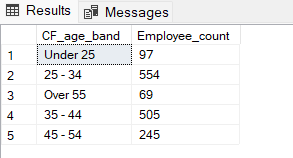 Results Messages
CF_age_band Employee_count
1 Under 25 97
2 25 - 34 554
3 Over 55 69
4 35 - 44 505
5 45 - 54 245